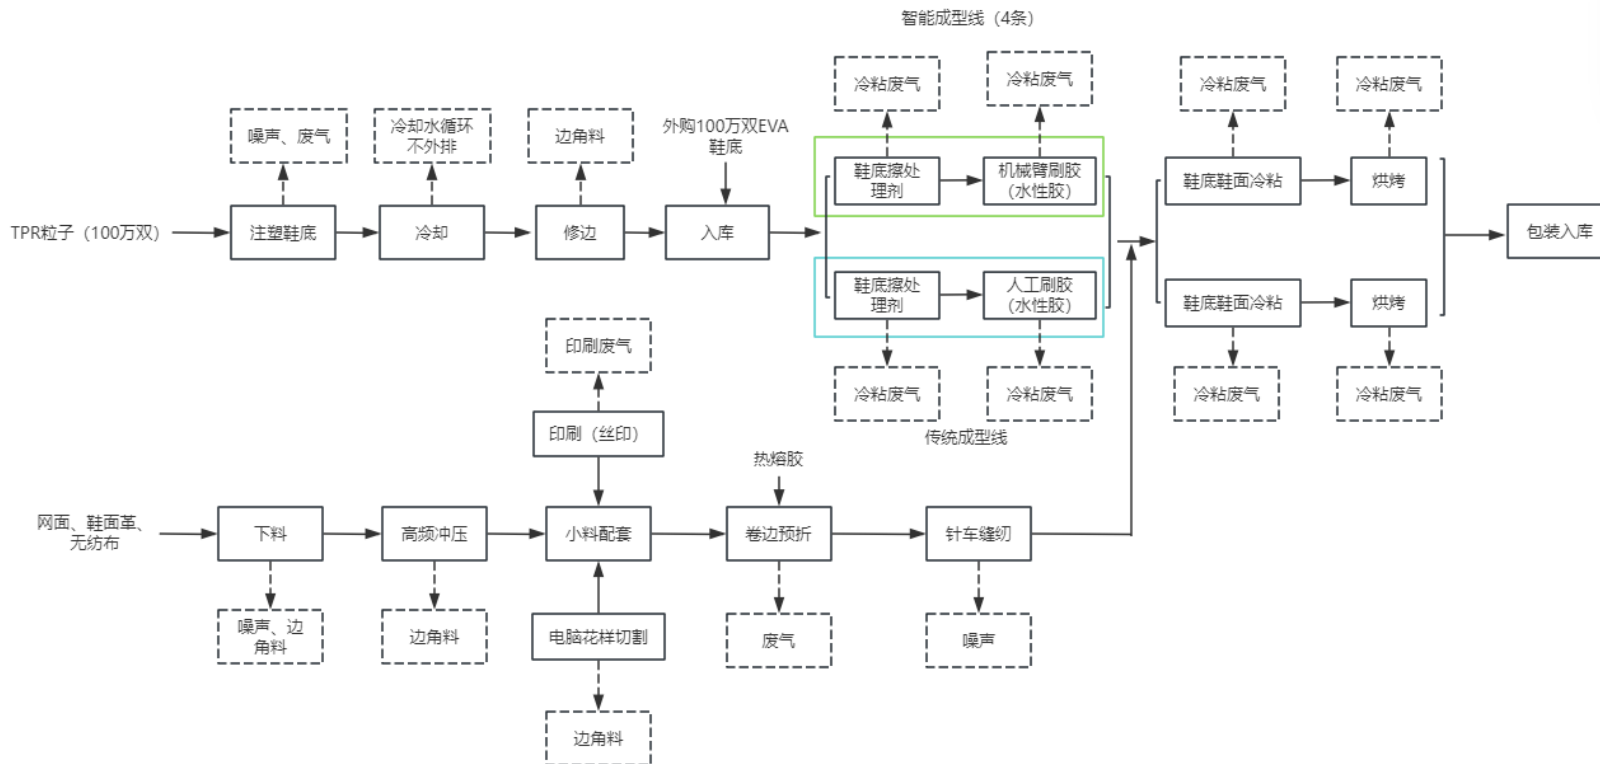 智能成型线（4条）
冷粘废气
冷粘废气
冷粘废气
冷粘废气
噪声、废气
冷却水循环
不外排
边角料
外购100万双EVA
鞋底
鞋底擦处
理剂
机械臂刷胶
（水性胶）
鞋底鞋面冷粘
烘烤
TPR粒子（100万双）
注塑鞋底
冷却
修边
入库
包装入库
鞋底擦处
理剂
人工刷胶
（水性胶）
鞋底鞋面冷粘
烘烤
印刷废气
冷粘废气
冷粘废气
冷粘废气
冷粘废气
传统成型线
印刷（丝印）
热熔胶
网面、鞋面革、
无纺布
下料
高频冲压
小料配套
卷边预折
针车缝纫
噪声、边
角料
边角料
电脑花样切割
废气
噪声
边角料